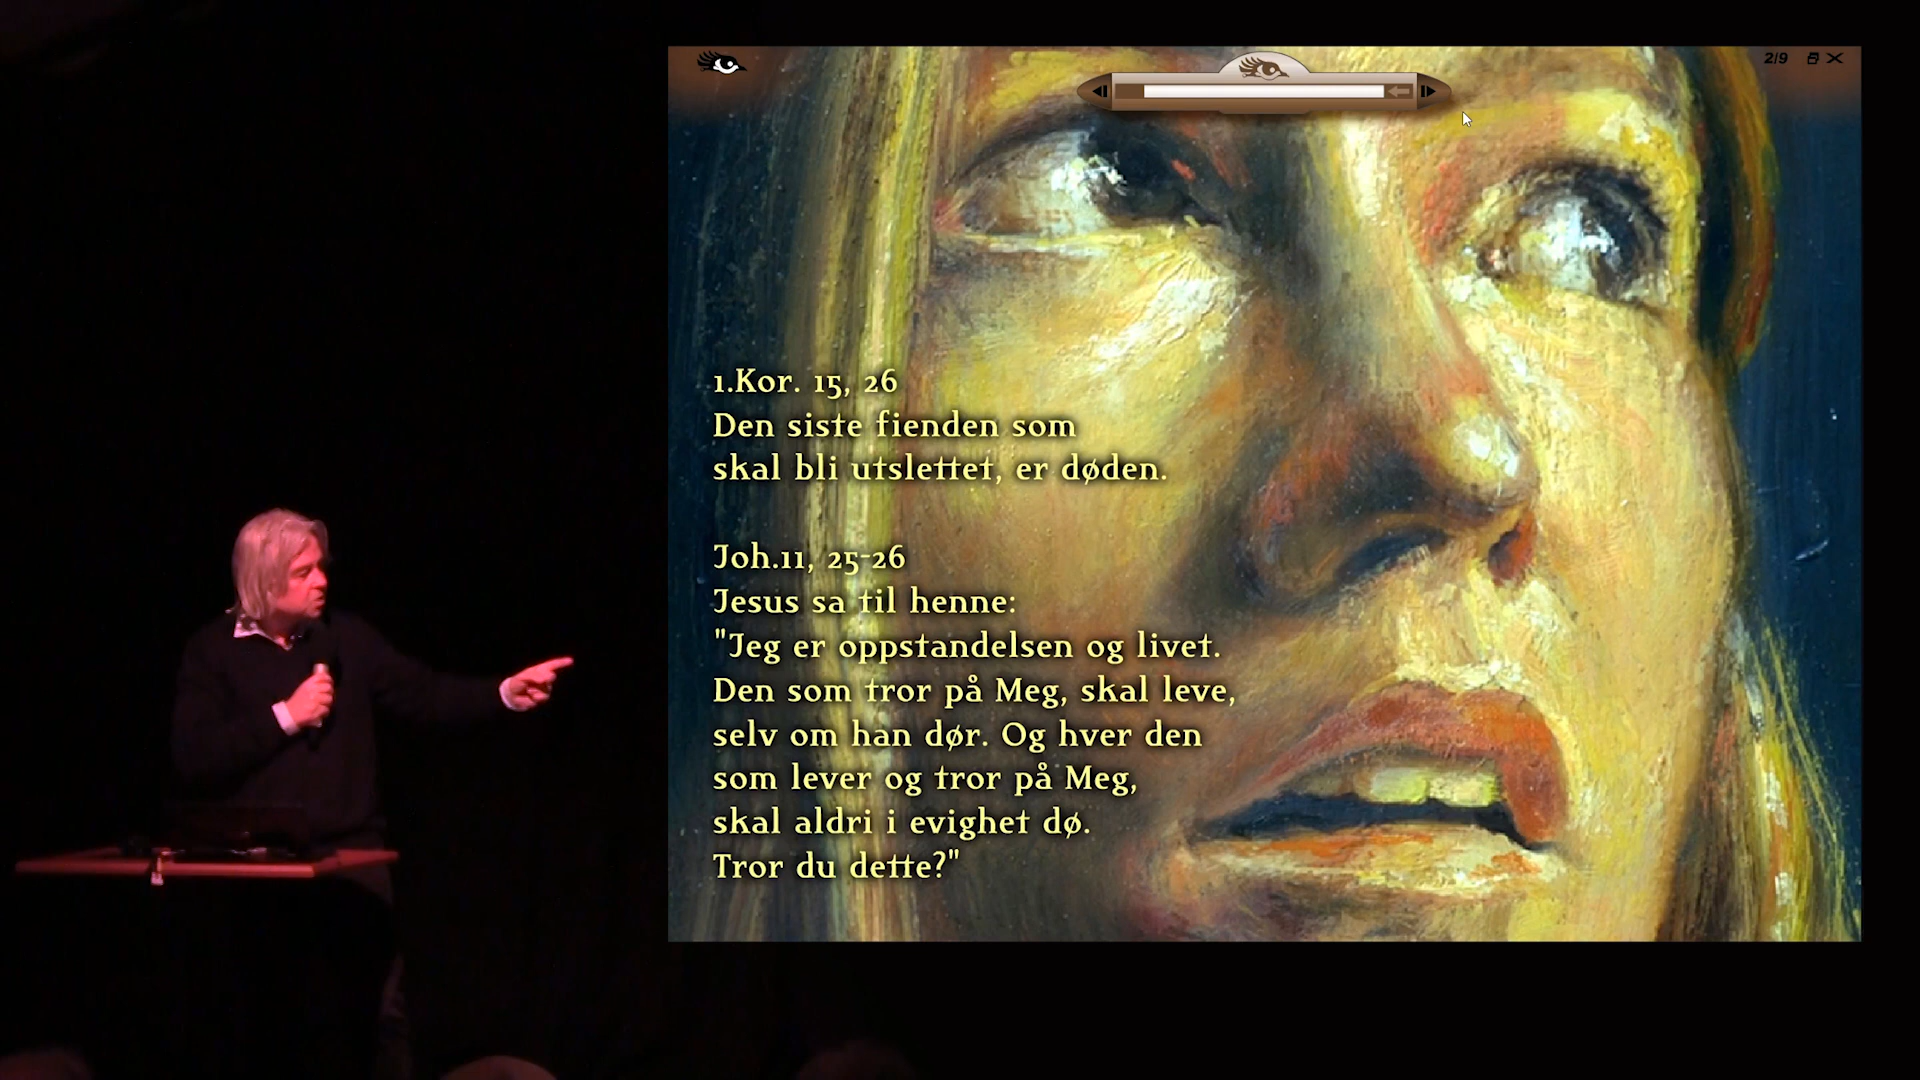 2/9
1.Kor. 15, 26
Den siste fienden som
skal bli utslettet, er døden.
Joh.11, 25-26
Jesus sa til henne:
"Jeg er oppstandelsen og livet.
Den som tror på Meg, skal leve,
selv om han dør. Og hver den
som lever og tror på Meg,
skal aldri i evighet dø.
Tror du dette?"